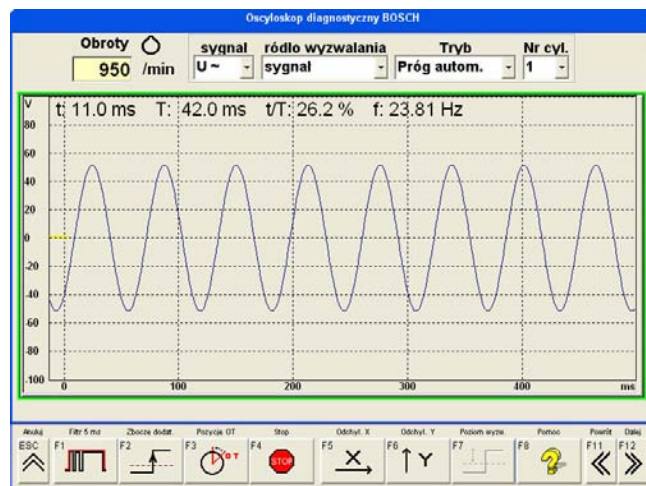 Oscyloskop diagnostyczny BOSCH
Obroty sygnał ródło wyzwalania Tryb Nr cyl.
950 /min U ~ sygnał Próg autom. 1
V t: 11.0 ms T: 42.0 ms t/T: 26.2 % f: 23.81 Hz
80
60
40
20
0
-20
-40
-60
-80
-100 0 100 200 300 400 ms
Anuluj Filtr 5 ms Zbocze dodat. Pozycja OT Stop Odchyl. X Odchyl. Y Poziom wyzw. Pomoc Powrót Dalej
ESC F1 F2 F3 OT F4 STOP F5 X F6 Y F7 F8 F11 F12